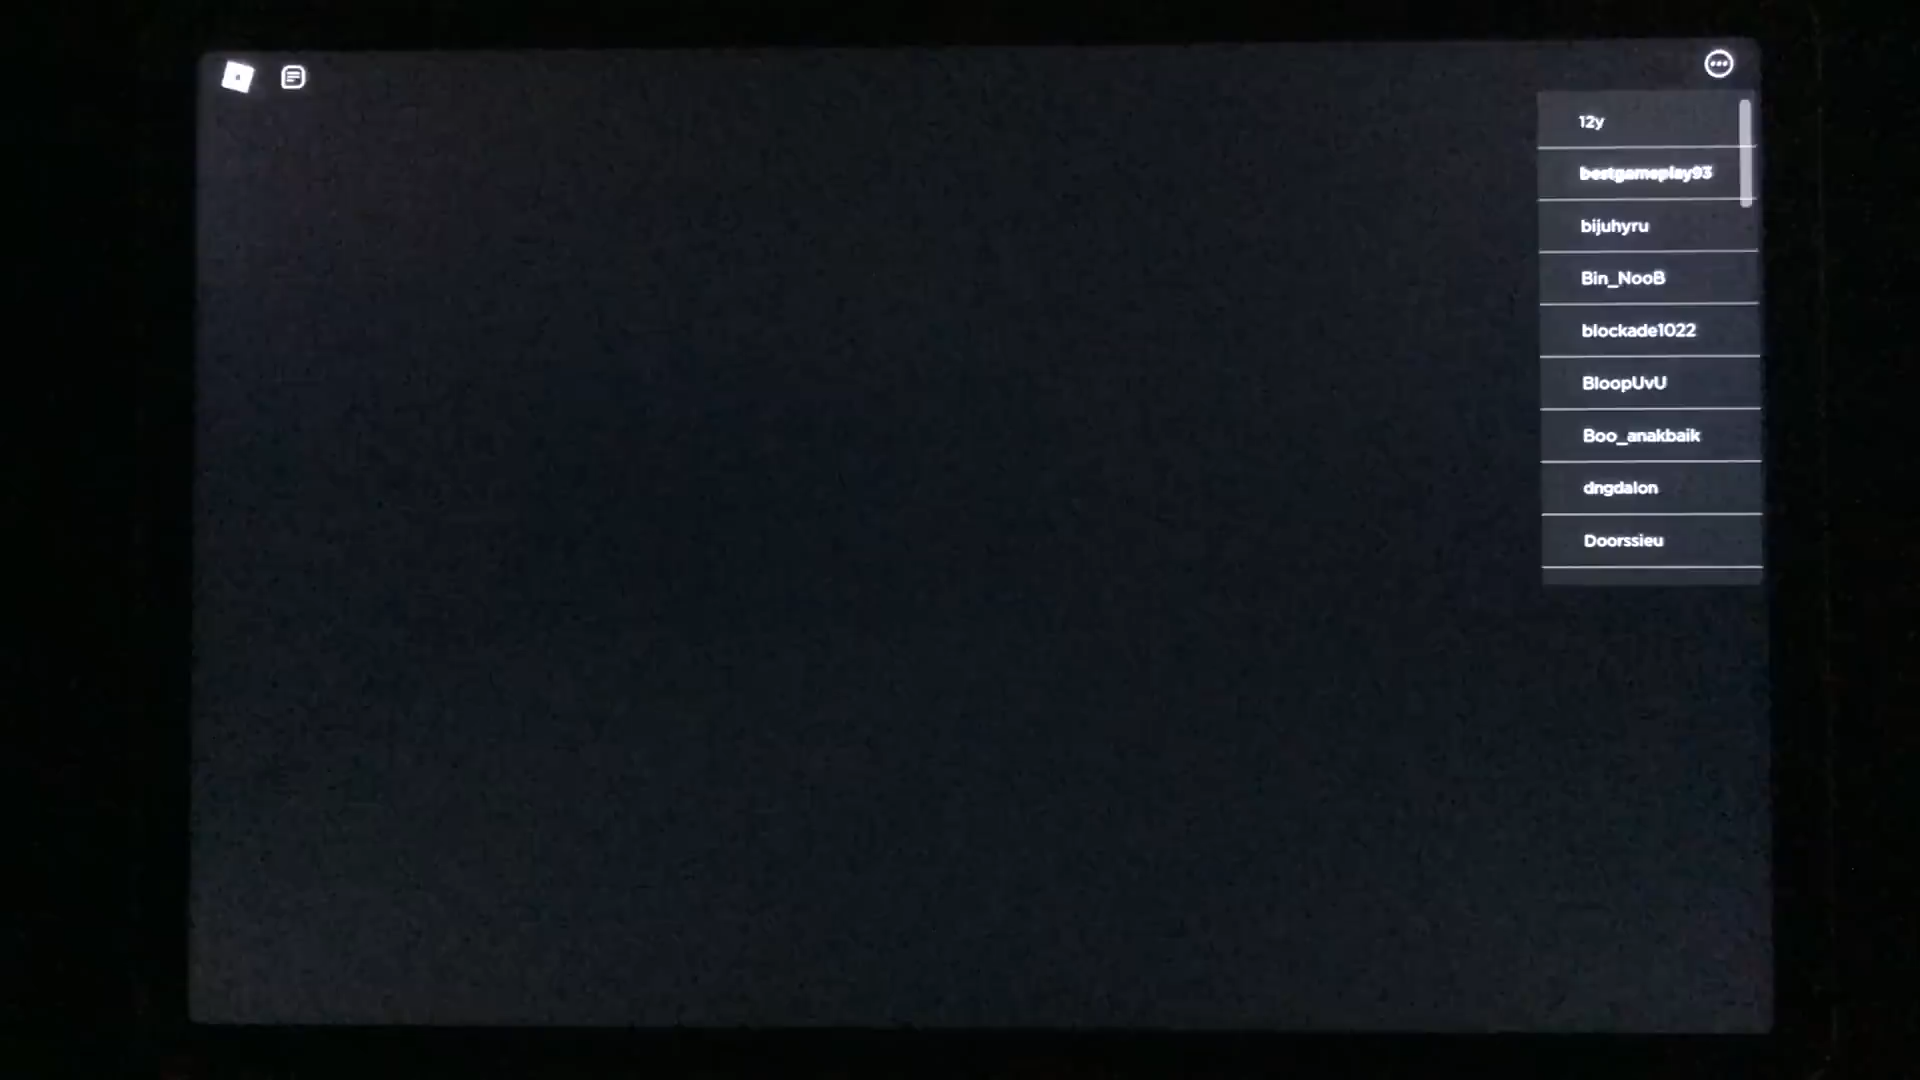 12y
bestgameplay93
bijuhyru
Bin_NooB
blockade1022
BloopUvU
Boo_anakbaik
dngdalon
Doorssieu